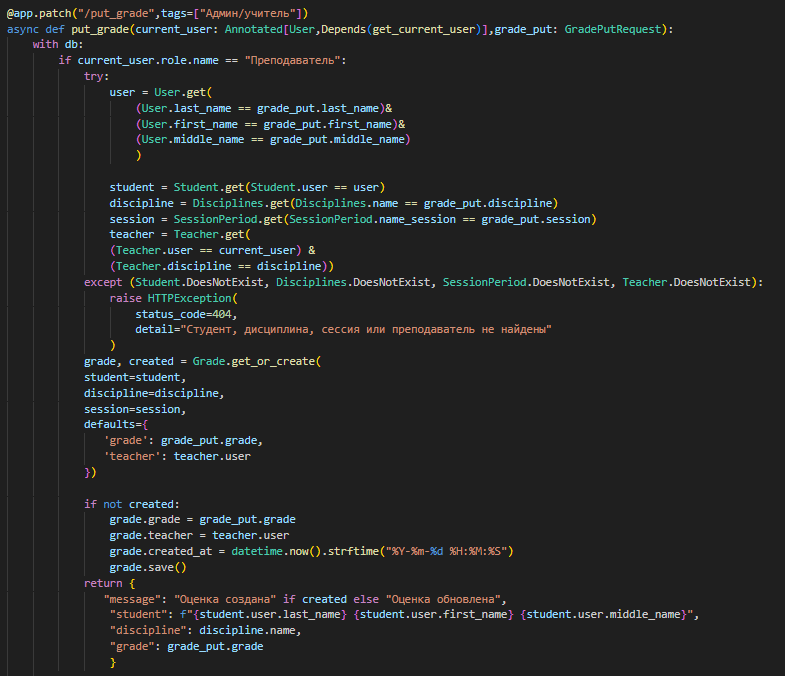 @app.patch("/put_grade",tags=["Админ/учитель"])
async def put_grade(current_user: Annotated[User,Depends(get_current_user)],grade_put: GradePutRequest):
    with db:
        if current_user.role.name == "Преподаватель":
            try:
                user = User.get(
                    (User.last_name == grade_put.last_name)&
                    (User.first_name == grade_put.first_name)&
                    (User.middle_name == grade_put.middle_name)
                    )

                student = Student.get(Student.user == user)
                discipline = Disciplines.get(Disciplines.name == grade_put.discipline)
                session = SessionPeriod.get(SessionPeriod.name_session == grade_put.session)
                teacher = Teacher.get(
                (Teacher.user == current_user) &
                (Teacher.discipline == discipline))
            except (Student.DoesNotExist, Disciplines.DoesNotExist, SessionPeriod.DoesNotExist, Teacher.DoesNotExist):
                raise HTTPException(
                    status_code=404,
                    detail="Студент, дисциплина, сессия или преподаватель не найдены"
                )
            grade, created = Grade.get_or_create(
            student=student,
            discipline=discipline,
            session=session,
            defaults={
               'grade': grade_put.grade,
               'teacher': teacher.user
            })

            if not created:
                grade.grade = grade_put.grade
                grade.teacher = teacher.user
                grade.created_at = datetime.now().strftime("%Y-%m-%d %H:%M:%S")
                grade.save()
            return {
               "message": "Оценка создана" if created else "Оценка обновлена",
                "student": f"{student.user.last_name} {student.user.first_name} {student.user.middle_name}",
                "discipline": discipline.name,
                "grade": grade_put.grade
                }